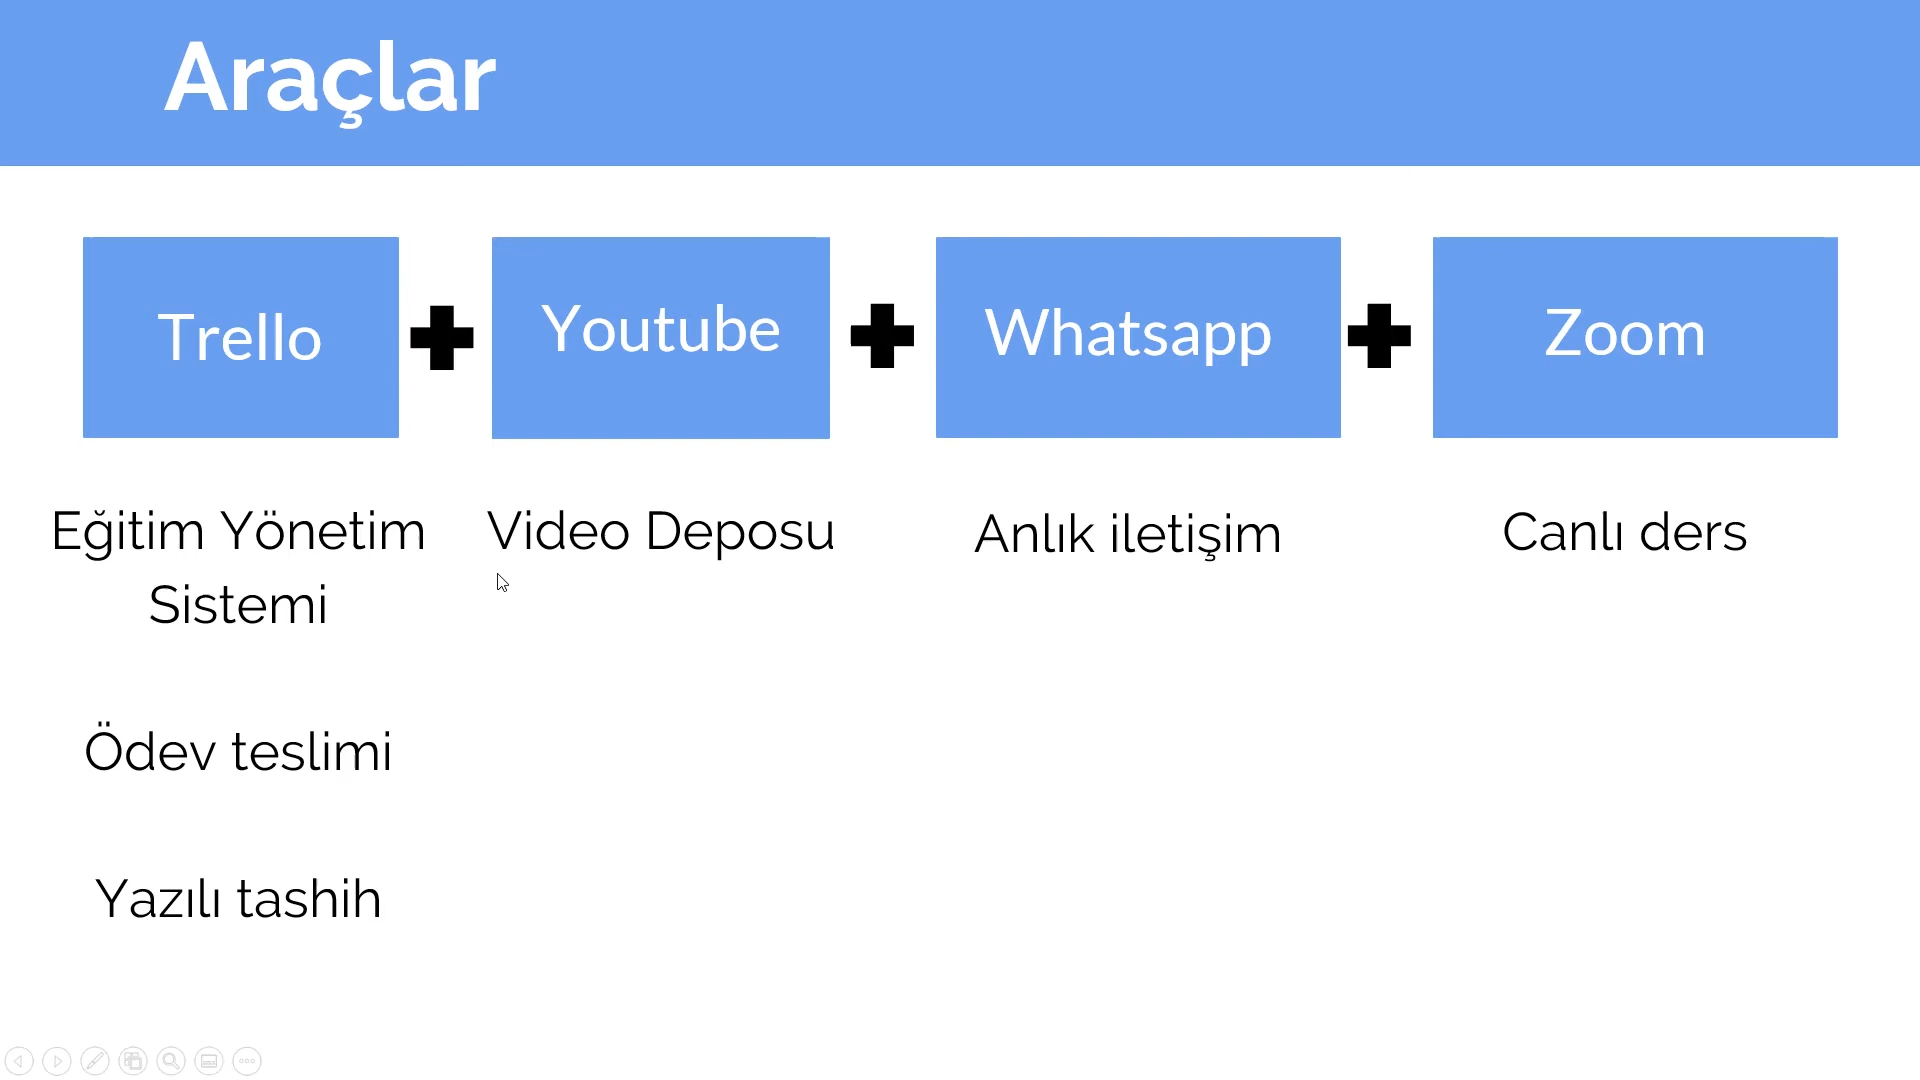 Araçlar
Trello
Youtube
Whatsapp
Zoom
Eğitim Yönetim
Sistemi
Ödev teslimi
Yazılı tashih
Video Deposu
Anlık iletişim
Canlı ders